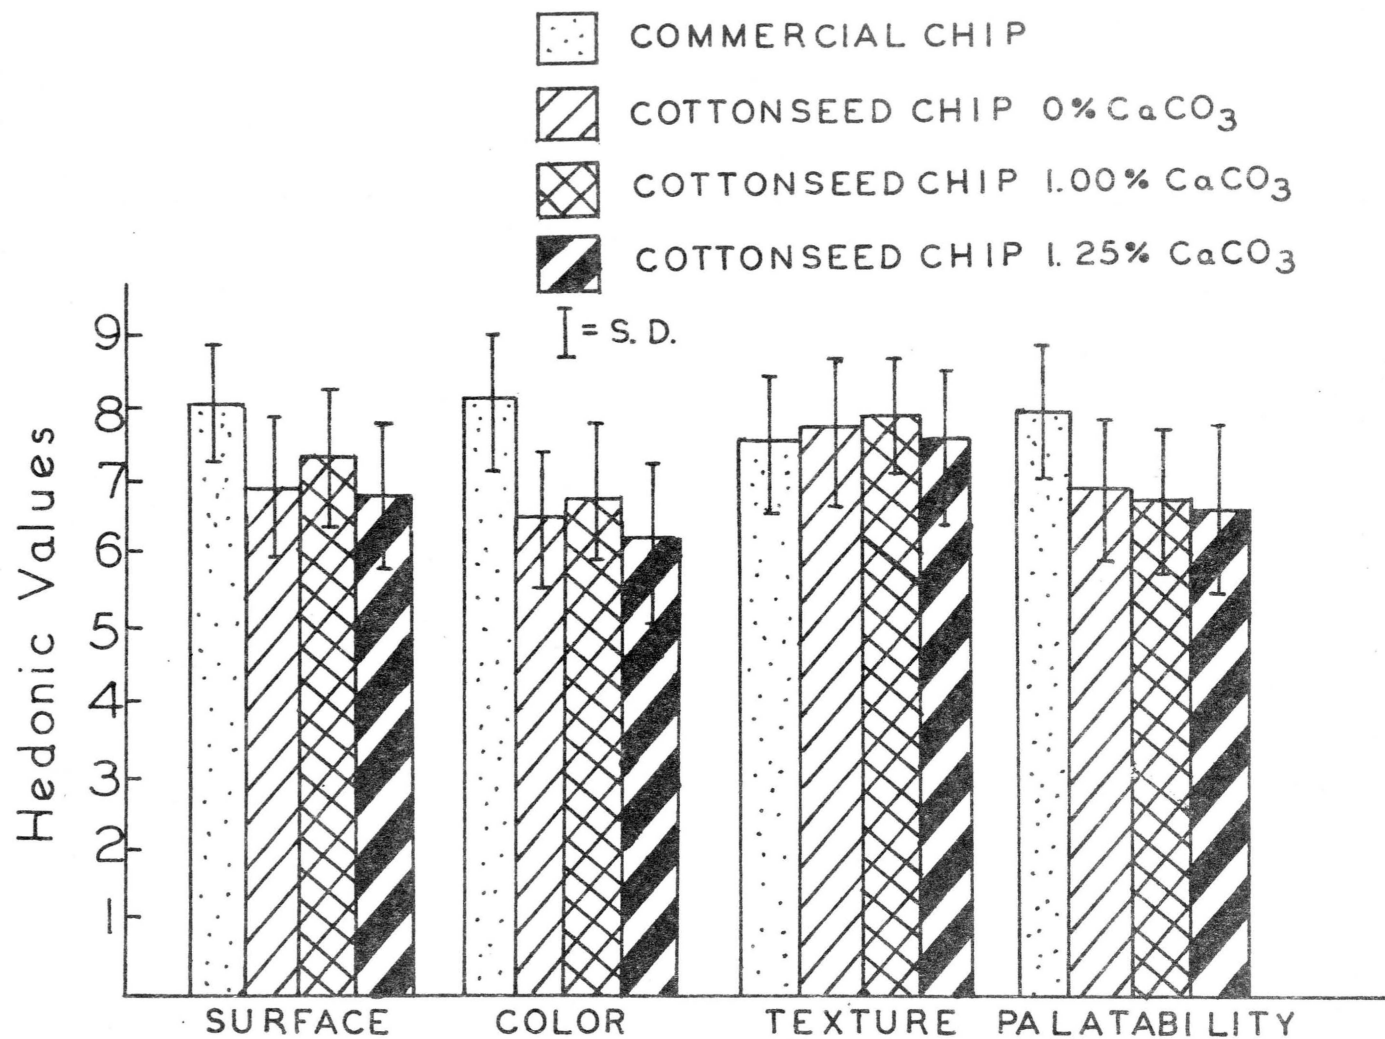 COMMERCIAL CHIP
COTTONSEED CHIP 0% CaCO3
COTTONSEED CHIP 1.00% CaCO3
COTTONSEED CHIP 1.25% CaCO3
= S.D.
Hedonic Values
9
8
7
6
5
4
3
2
1
SURFACE COLOR TEXTURE PALATABILITY